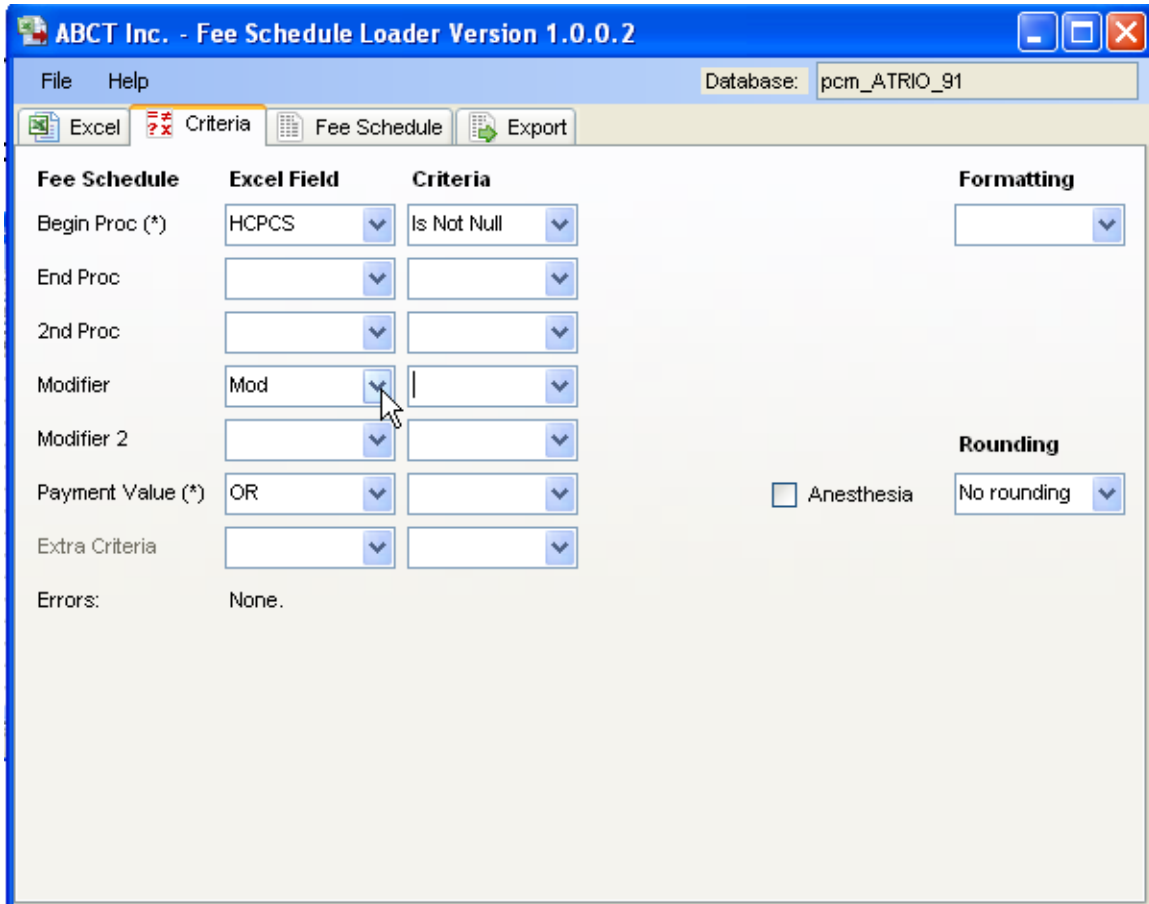 ABCT Inc. - Fee Schedule Loader Version 1.0.0.2
File Help Database: pcm_ATRIO_91
Excel Criteria Fee Schedule Export
Fee Schedule Excel Field Criteria Formatting
Begin Proc (*) HCPCS Is Not Null
End Proc
2nd Proc
Modifier Mod
Modifier 2 Rounding
Payment Value (*) OR Anesthesia No rounding
Extra Criteria
Errors: None.